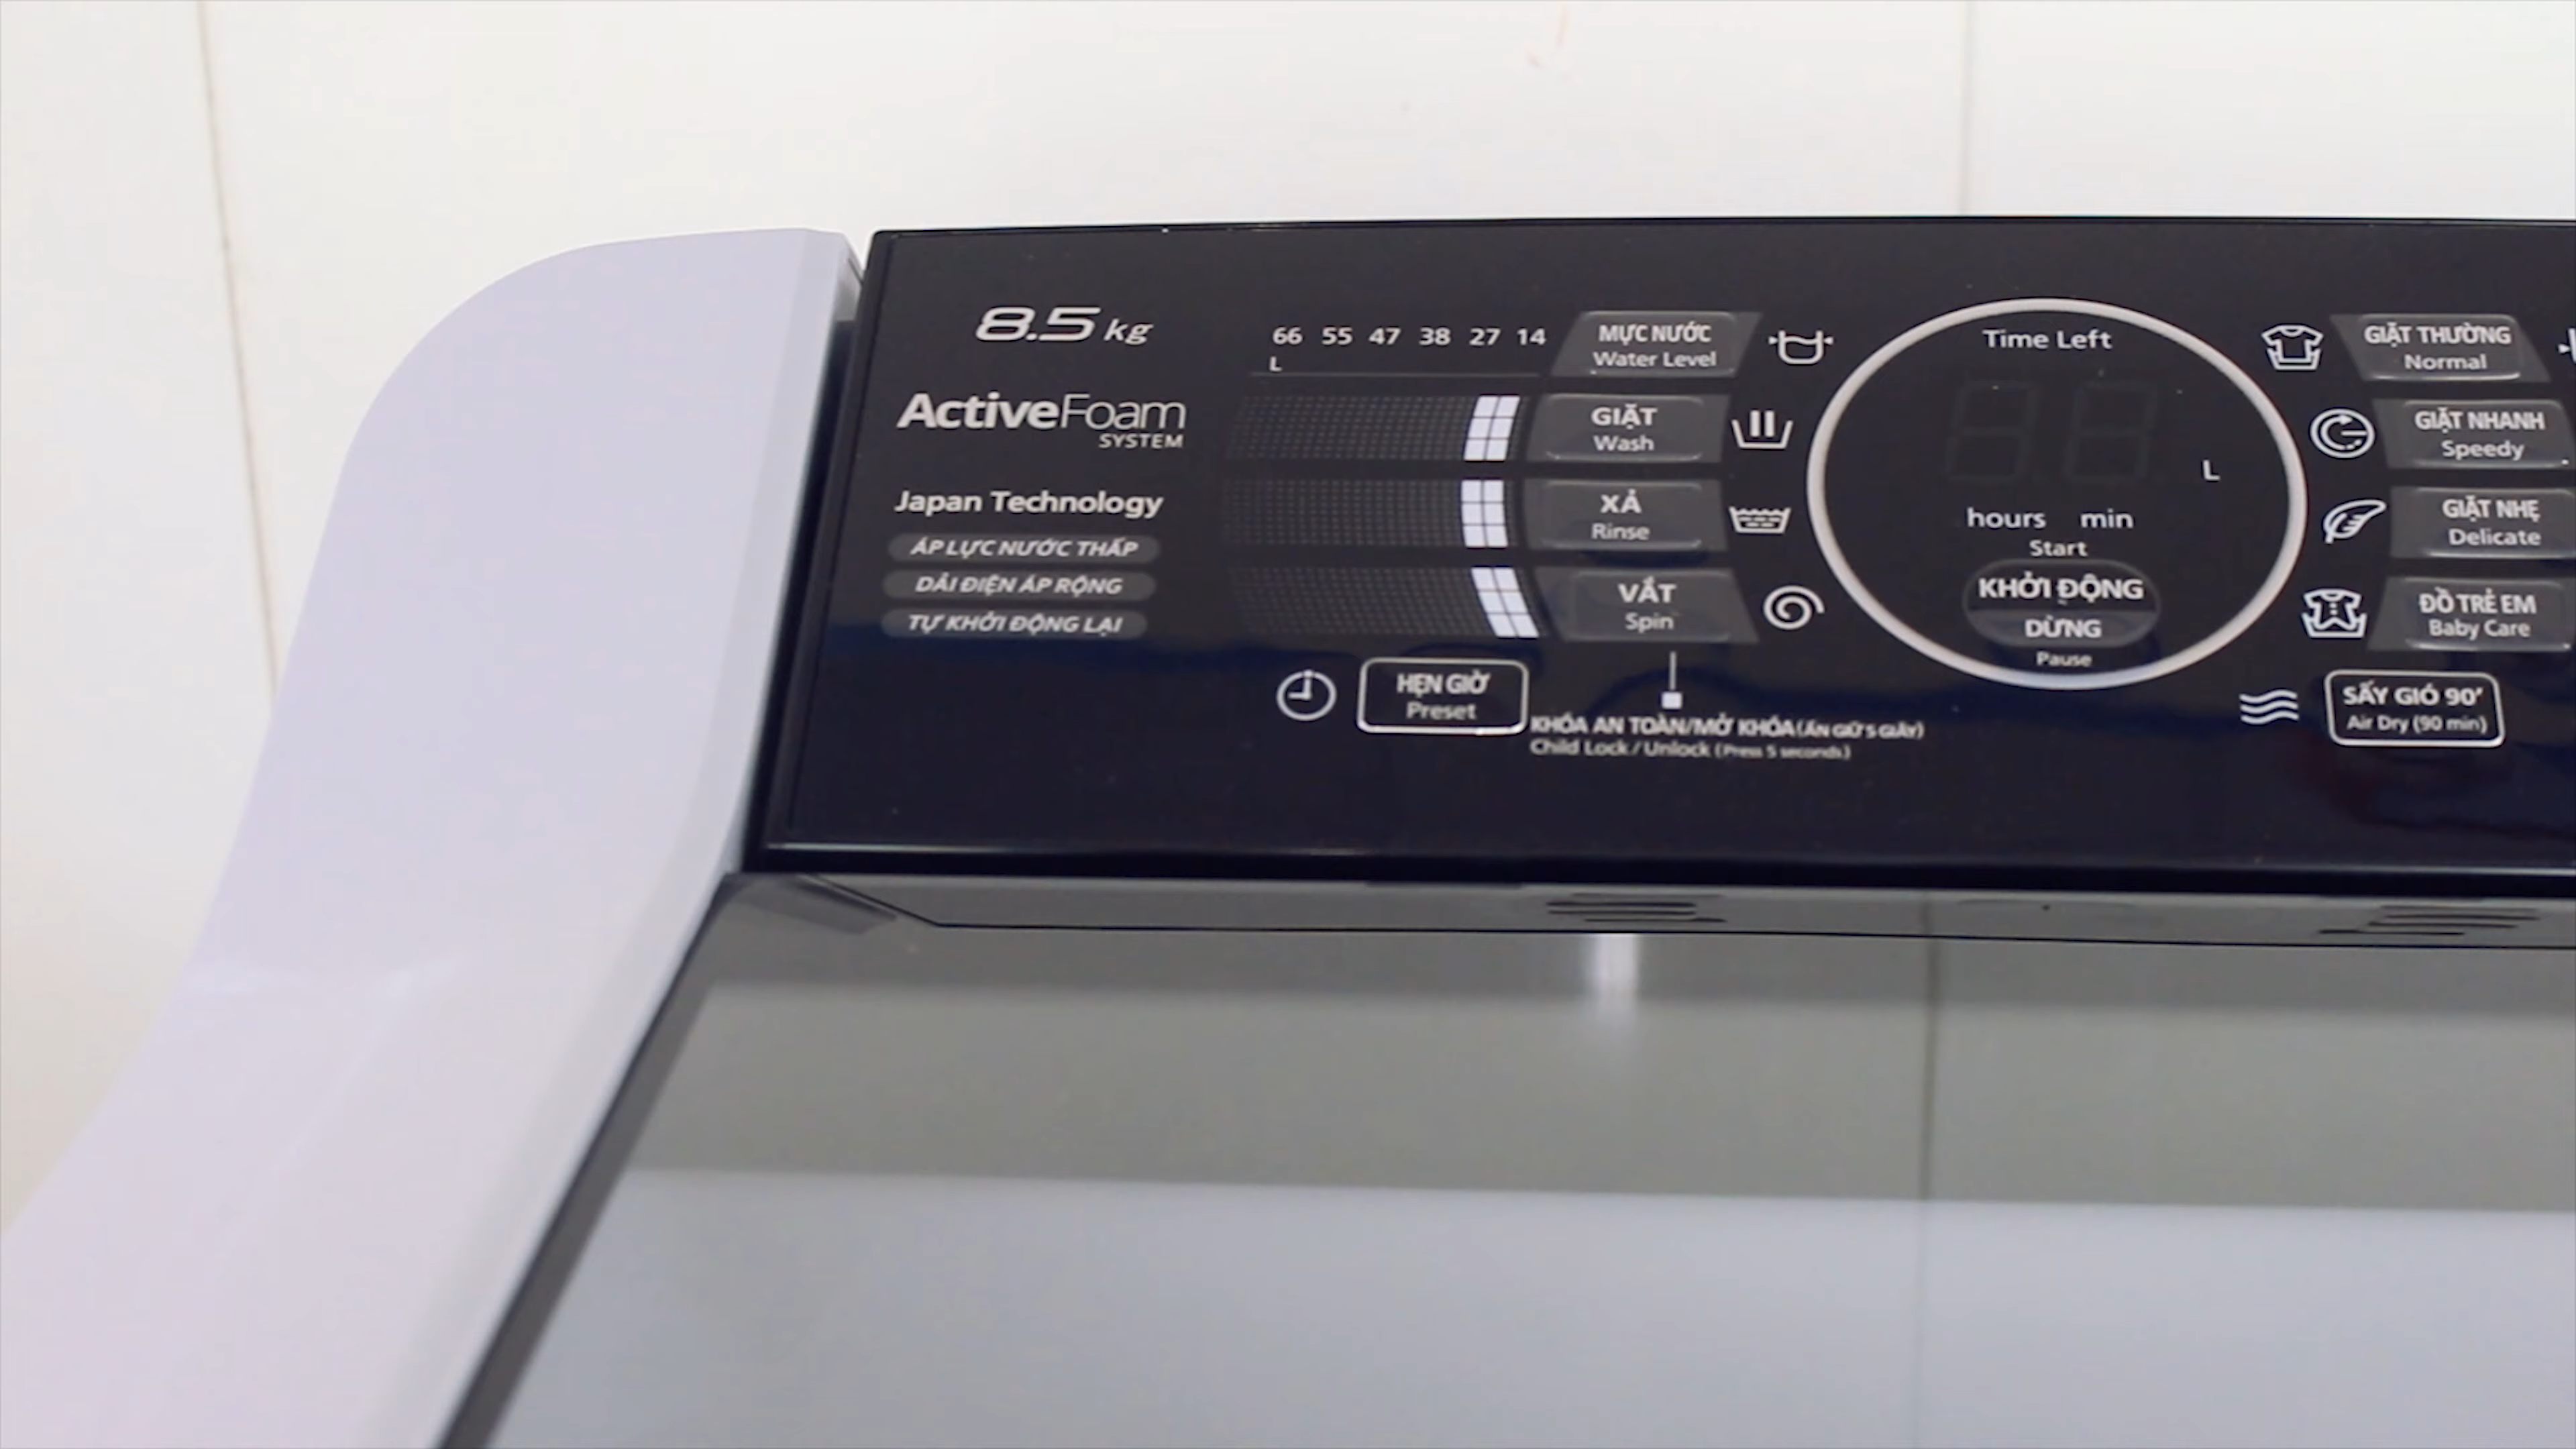 8.5 kg
ActiveFoam
SYSTEM
Japan Technology
ÁP LỰC NƯỚC THẤP
DẢI ĐIỆN ÁP RỘNG
TỰ KHỞI ĐỘNG LẠI
66 55 47 38 27 14
L
MỰC NƯỚC
Water Level
GIẶT
Wash
XẢ
Rinse
VẮT
Spin
HẸN GIỜ
Preset
KHÓA AN TOÀN/MỞ KHÓA (ẤN GIỮ 5 GIÂY)
Child Lock / Unlock (Press 5 seconds)
Time Left
L
hours min
Start
KHỞI ĐỘNG
DỪNG
Pause
GIẶT THƯỜNG
Normal
GIẶT NHANH
Speedy
GIẶT NHẸ
Delicate
ĐỒ TRẺ EM
Baby Care
SẤY GIÓ 90'
Air Dry (90 min)